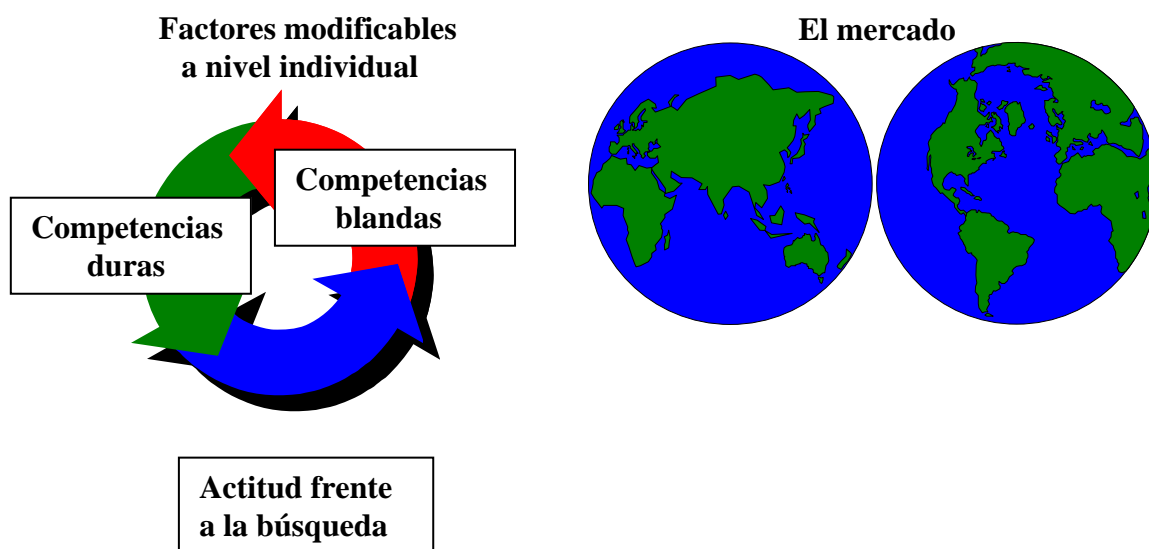 Factores modificables
a nivel individual
Competencias
blandas
Competencias
duras
Actitud frente
a la búsqueda
El mercado